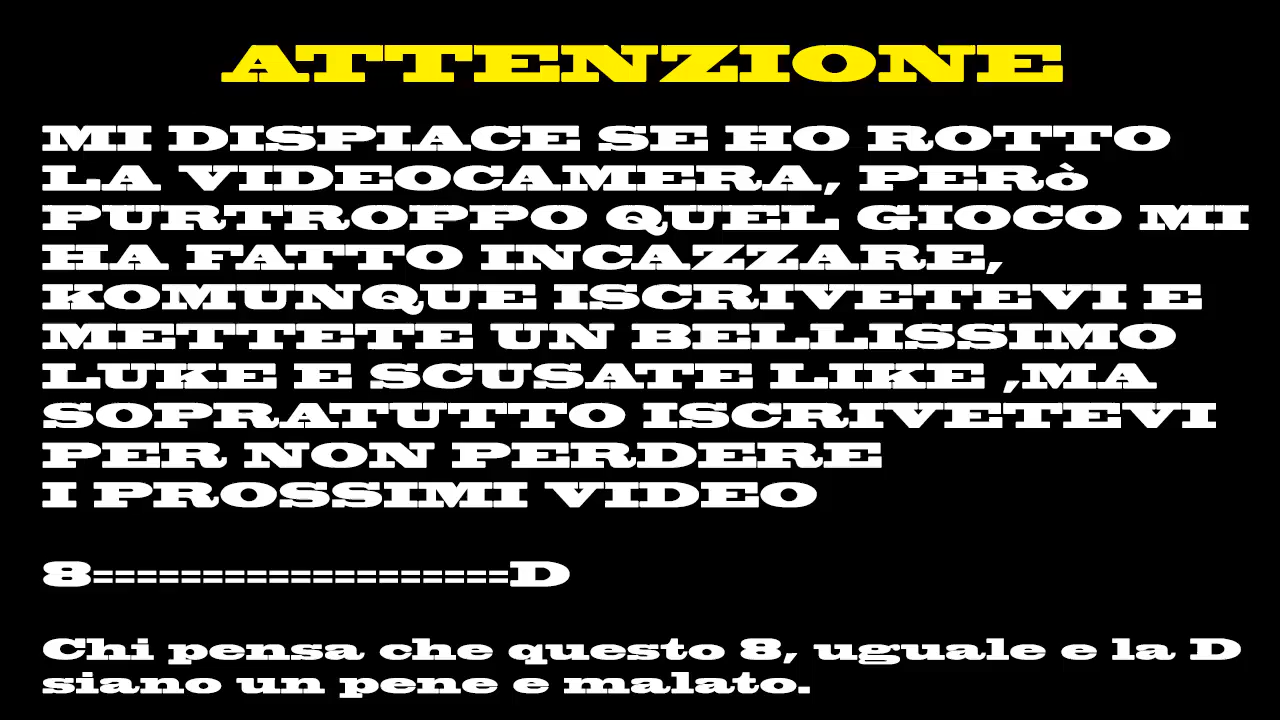 ATTENZIONE
MI DISPIACE SE HO ROTTO
LA VIDEOCAMERA, PERò
PURTROPPO QUEL GIOCO MI
HA FATTO INCAZZARE,
KOMUNQUE ISCRIVETEVI E
METTETE UN BELLISSIMO
LUKE E SCUSATE LIKE ,MA
SOPRATUTTO ISCRIVETEVI
PER NON PERDERE
I PROSSIMI VIDEO
8===================D
Chi pensa che questo 8, uguale e la D
siano un pene e malato.